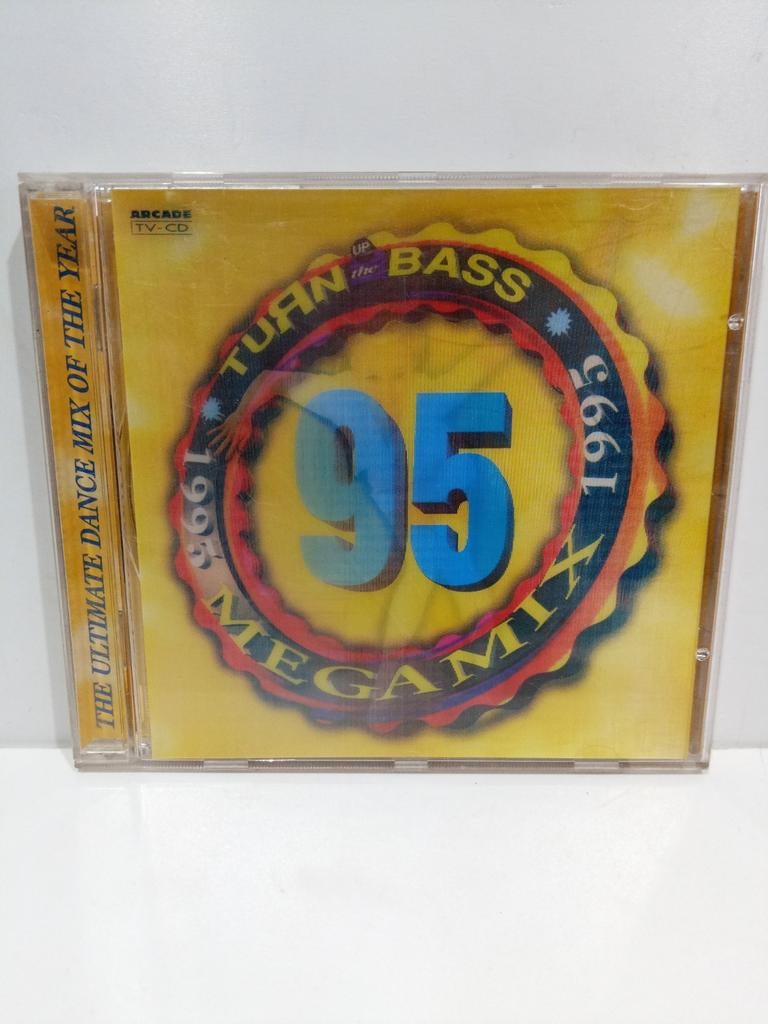 THE ULTIMATE DANCE MIX OF THE YEAR
ARCADE
TV-CD
TURN UP the BASS
1995
95
1995
MEGAMIX